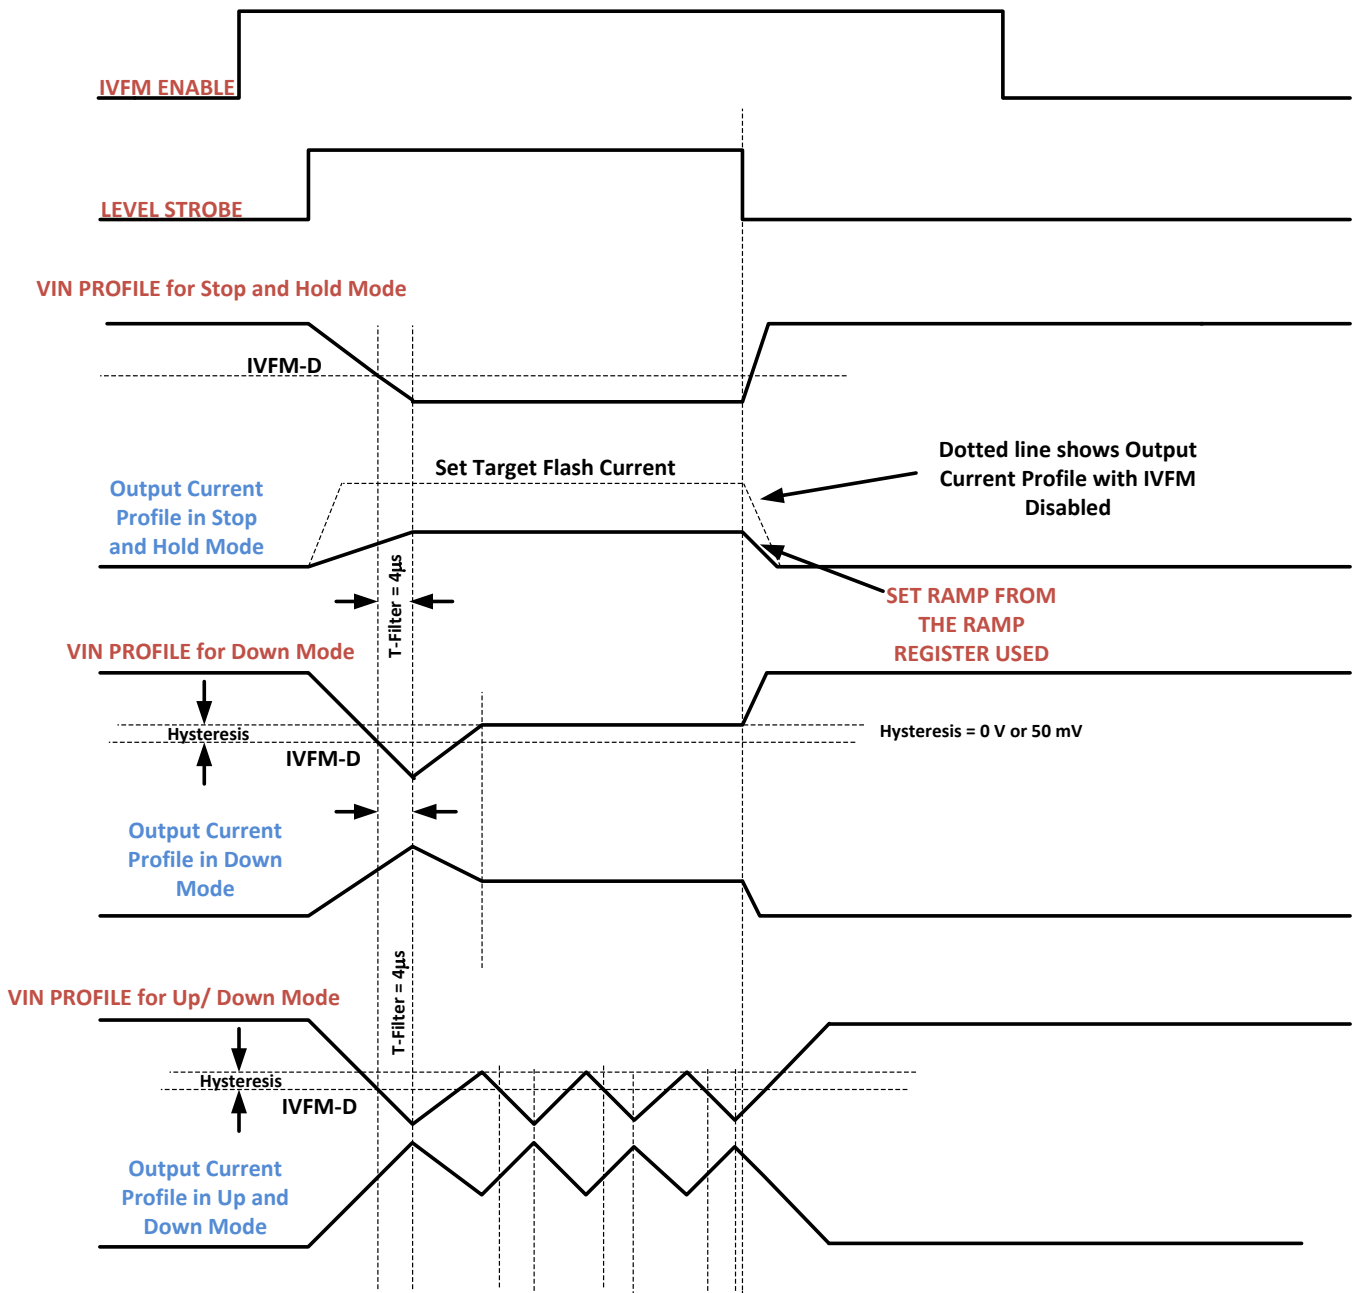 IVFM ENABLE
LEVEL STROBE
VIN PROFILE for Stop and Hold Mode
IVFM-D
Set Target Flash Current
Dotted line shows Output
Current Profile with IVFM
Disabled
Output Current
Profile in Stop
and Hold Mode
T-Filter = 4µs
SET RAMP FROM
THE RAMP
REGISTER USED
VIN PROFILE for Down Mode
Hysteresis
IVFM-D
Hysteresis = 0 V or 50 mV
Output Current
Profile in Down
Mode
T-Filter = 4µs
VIN PROFILE for Up/ Down Mode
Hysteresis
IVFM-D
Output Current
Profile in Up and
Down Mode